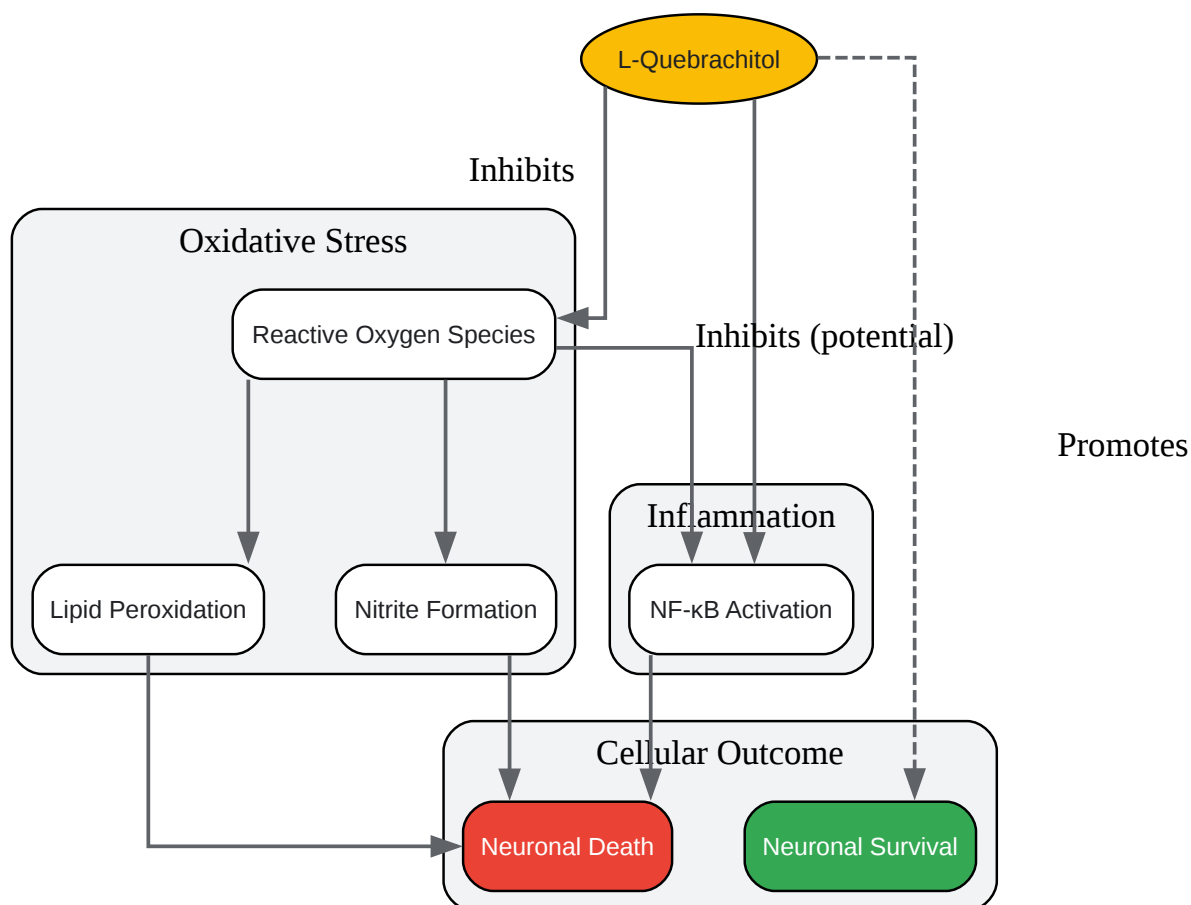 L-Quebrachitol
Inhibits
Oxidative Stress
Reactive Oxygen Species
Inhibits (potential)
Promotes
Inflammation
Lipid Peroxidation
Nitrite Formation
NF-κB Activation
Cellular Outcome
Neuronal Death
Neuronal Survival